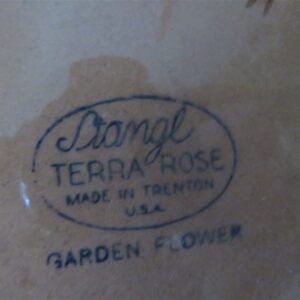 Stangl
TERRA ROSE
MADE IN TRENTON
U.S.A.
GARDEN FLOWER